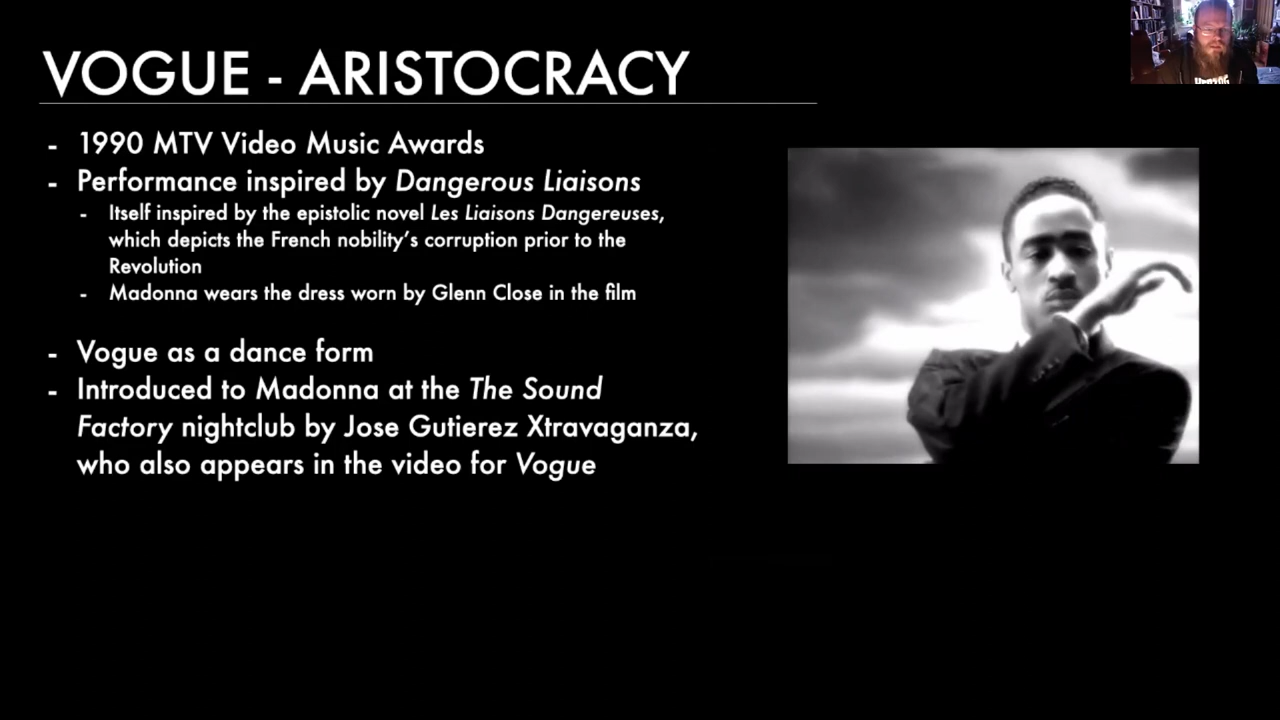 VOGUE - ARISTOCRACY
- 1990 MTV Video Music Awards
- Performance inspired by Dangerous Liaisons
- Itself inspired by the epistolic novel Les Liaisons Dangereuses,
which depicts the French nobility’s corruption prior to the
Revolution
- Madonna wears the dress worn by Glenn Close in the film
- Vogue as a dance form
- Introduced to Madonna at the The Sound
Factory nightclub by Jose Gutierez Xtravaganza,
who also appears in the video for Vogue